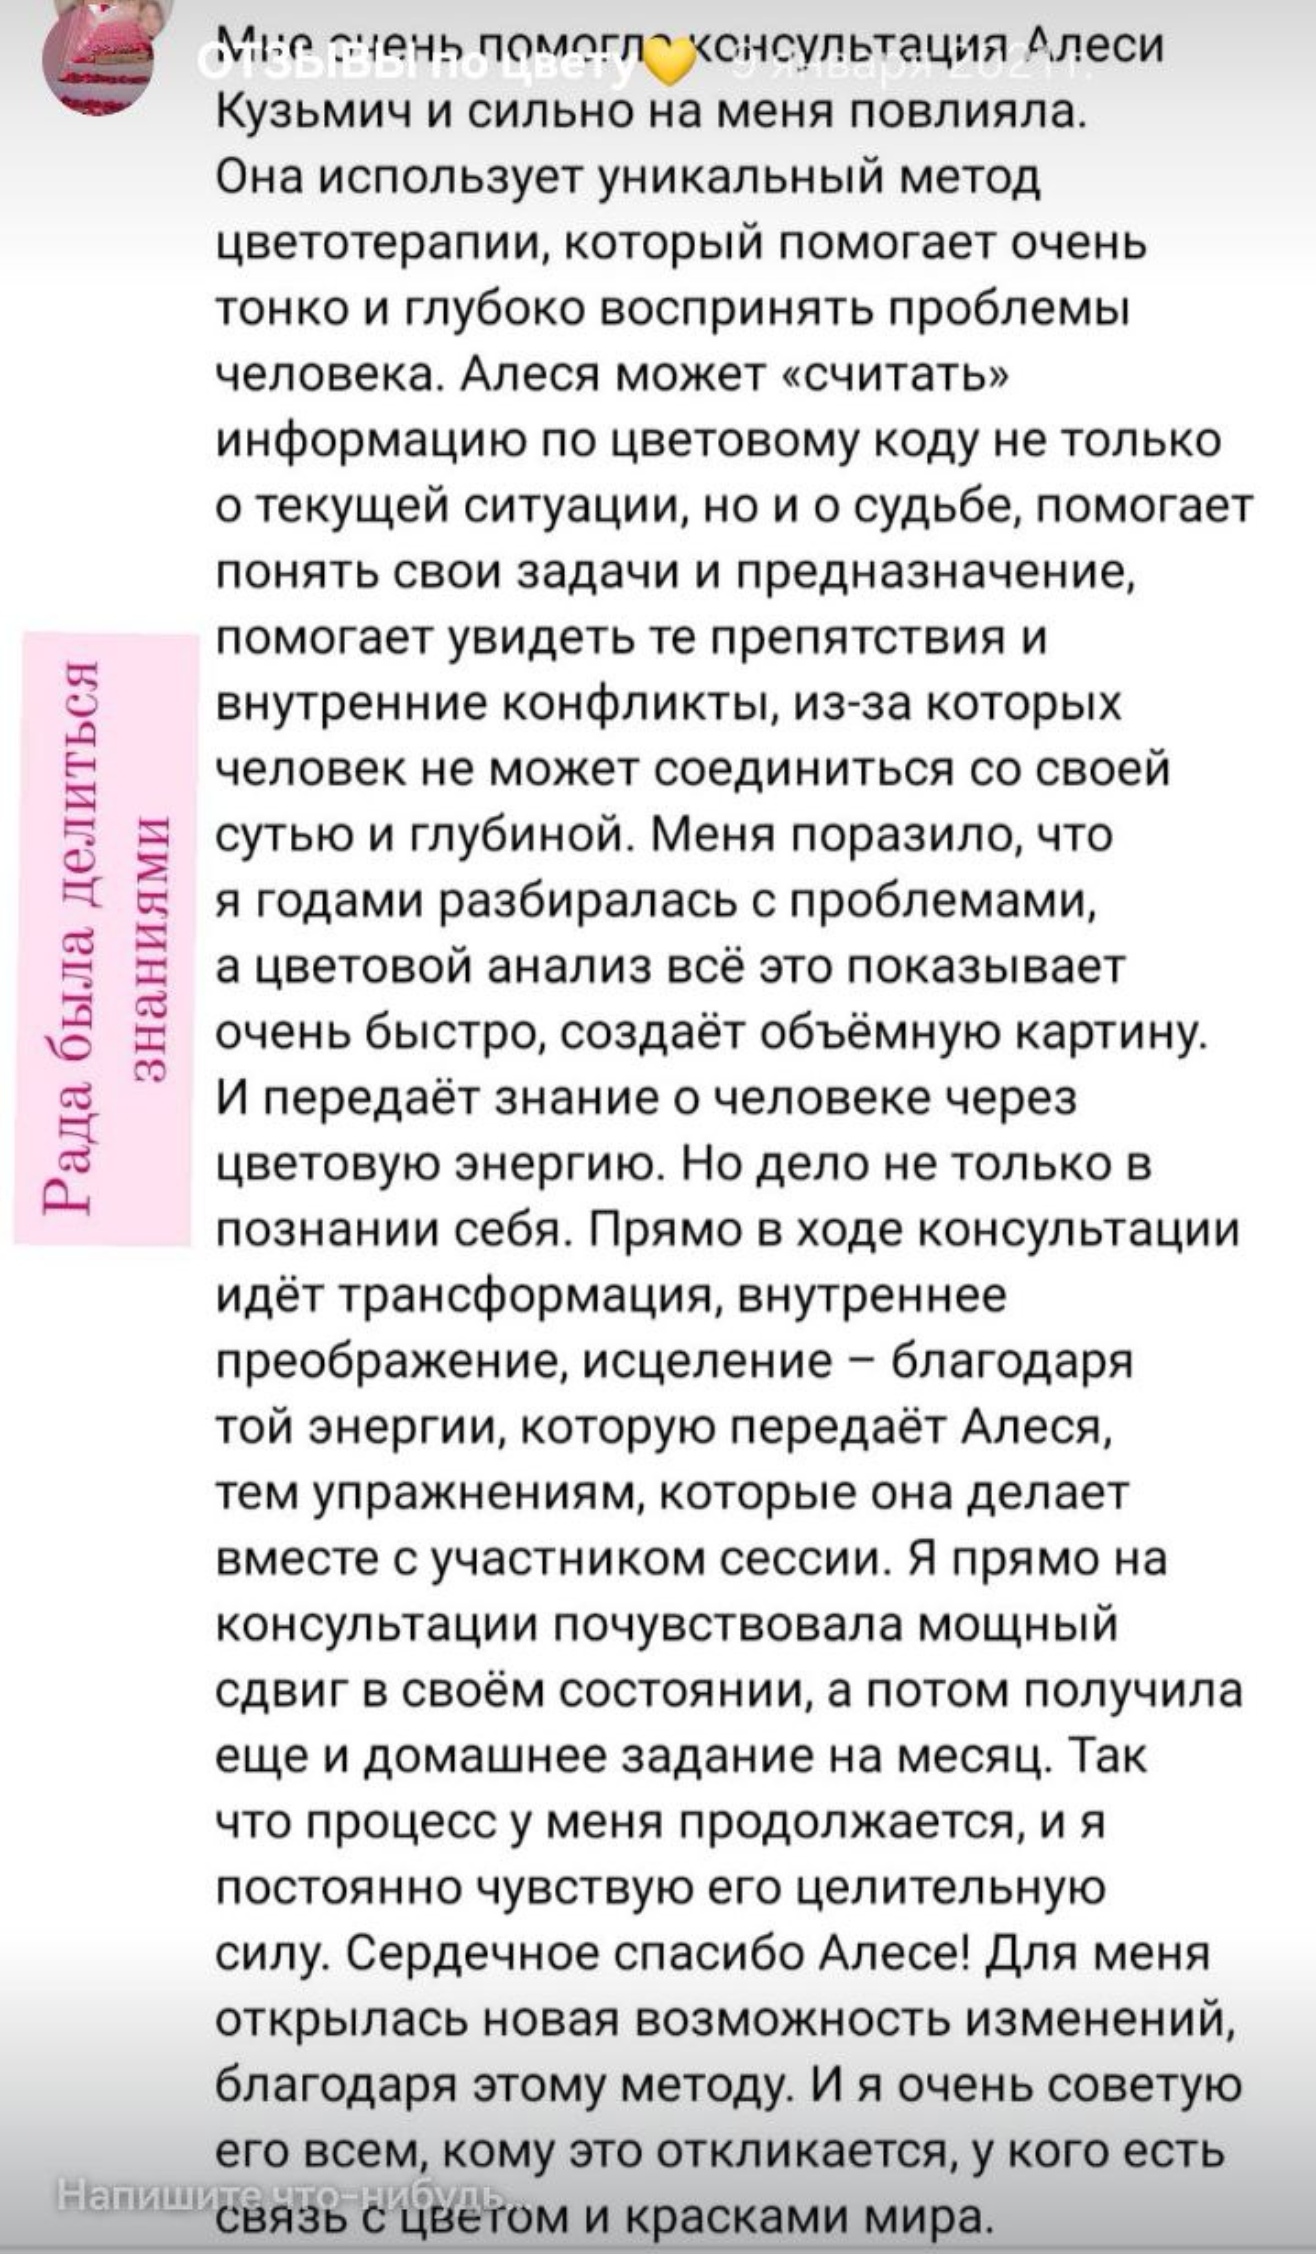 ОТЗЫВЫ по цвету💛 9 января 2021 г.
Мне очень помогла консультация Алеси
Кузьмич и сильно на меня повлияла.
Она использует уникальный метод
цветотерапии, который помогает очень
тонко и глубоко воспринять проблемы
человека. Алеся может «считать»
информацию по цветовому коду не только
о текущей ситуации, но и о судьбе, помогает
понять свои задачи и предназначение,
помогает увидеть те препятствия и
внутренние конфликты, из-за которых
человек не может соединиться со своей
сутью и глубиной. Меня поразило, что
я годами разбиралась с проблемами,
а цветовой анализ всё это показывает
очень быстро, создаёт объёмную картину.
И передаёт знание о человеке через
цветовую энергию. Но дело не только в
познании себя. Прямо в ходе консультации
идёт трансформация, внутреннее
преображение, исцеление – благодаря
той энергии, которую передаёт Алеся,
тем упражнениям, которые она делает
вместе с участником сессии. Я прямо на
консультации почувствовала мощный
сдвиг в своём состоянии, а потом получила
еще и домашнее задание на месяц. Так
что процесс у меня продолжается, и я
постоянно чувствую его целительную
силу. Сердечное спасибо Алесе! Для меня
открылась новая возможность изменений,
благодаря этому методу. И я очень советую
его всем, кому это откликается, у кого есть
связь с цветом и красками мира.
Рада была делиться
знаниями
Напишите что-нибудь...